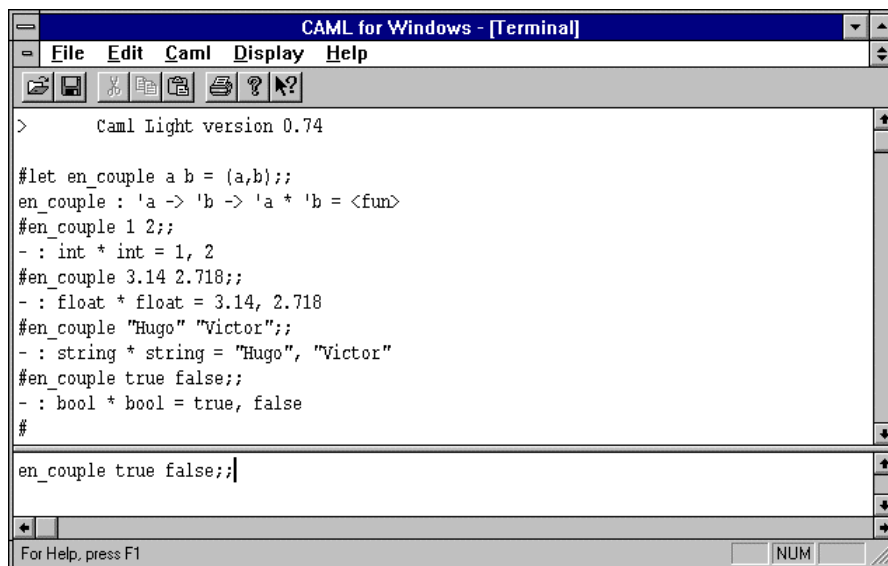 CAML for Windows - [Terminal]
File Edit Caml Display Help
> Caml Light version 0.74
#let en_couple a b = (a,b);;
en_couple : 'a -> 'b -> 'a * 'b = <fun>
#en_couple 1 2;;
- : int * int = 1, 2
#en_couple 3.14 2.718;;
- : float * float = 3.14, 2.718
#en_couple "Hugo" "Victor";;
- : string * string = "Hugo", "Victor"
#en_couple true false;;
- : bool * bool = true, false
#
en_couple true false;;
For Help, press F1 NUM